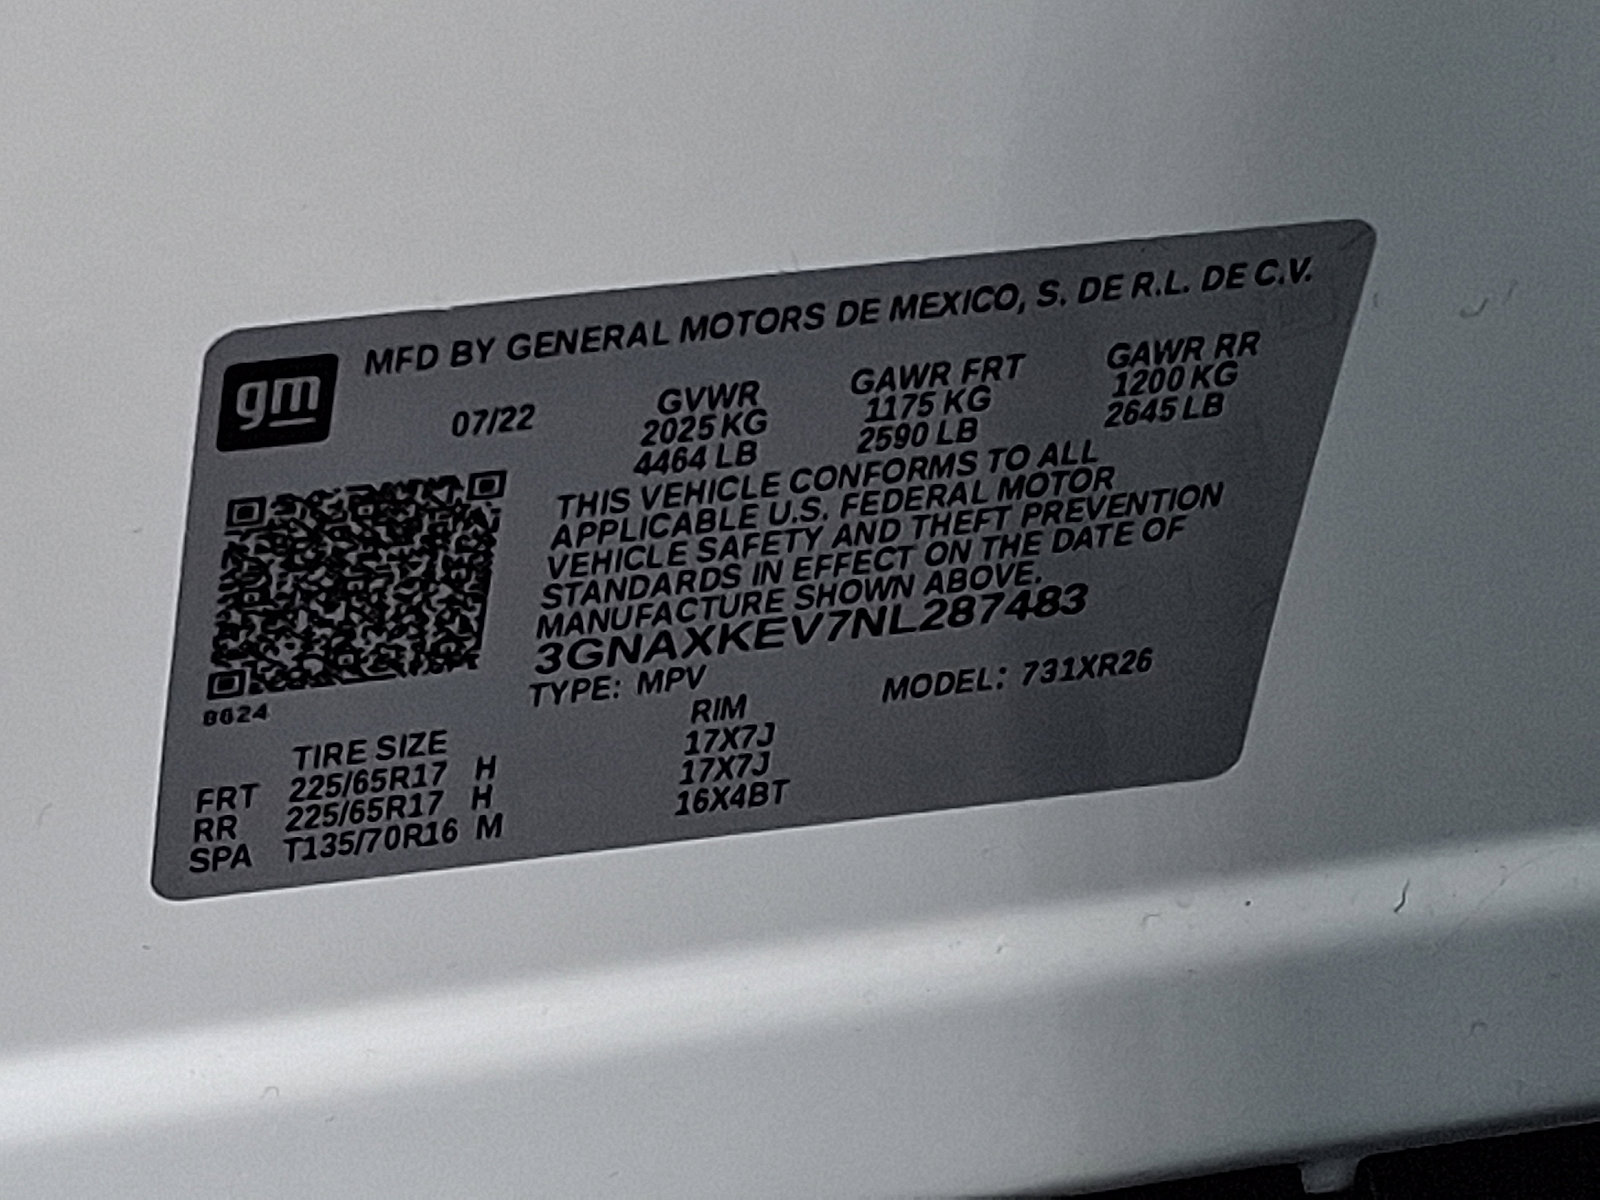 gm
MFD BY GENERAL MOTORS DE MEXICO, S. DE R.L. DE C.V.
07/22
GVWR GAWR FRT GAWR RR
2025 KG 1175 KG 1200 KG
4464 LB 2590 LB 2645 LB
THIS VEHICLE CONFORMS TO ALL
APPLICABLE U.S. FEDERAL MOTOR
VEHICLE SAFETY AND THEFT PREVENTION
STANDARDS IN EFFECT ON THE DATE OF
MANUFACTURE SHOWN ABOVE.
3GNAXKEV7NL287483
TYPE: MPV MODEL: 731XR26
0624
TIRE SIZE RIM
FRT 225/65R17 H 17X7J
RR 225/65R17 H 17X7J
SPA T135/70R16 M 16X4BT